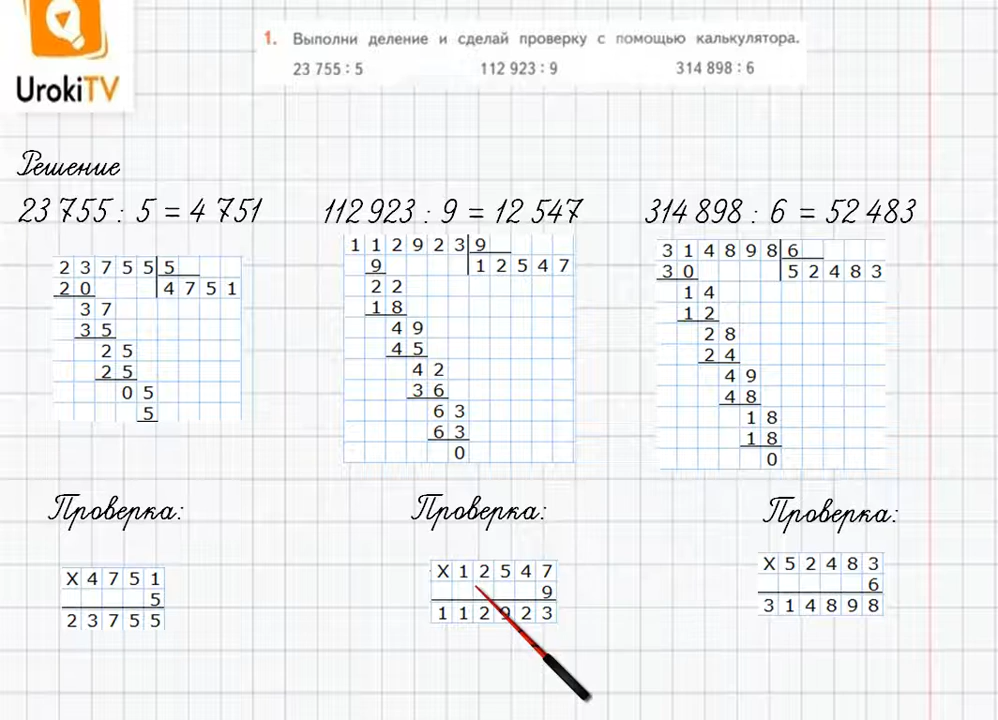 UrokiTV
1. Выполни деление и сделай проверку с помощью калькулятора.
23 755 : 5 112 923 : 9 314 898 : 6
Решение
23 755 : 5 = 4 751
2 3 7 5 5 5
2 0 4 7 5 1
3 7
3 5
2 5
2 5
0 5
5
112 923 : 9 = 12 547
1 1 2 9 2 3 9
9 1 2 5 4 7
2 2
1 8
4 9
4 5
4 2
3 6
6 3
6 3
0
314 898 : 6 = 52 483
3 1 4 8 9 8 6
3 0 5 2 4 8 3
1 4
1 2
2 8
2 4
4 9
4 8
1 8
1 8
0
Проверка:
X 4 7 5 1
5
2 3 7 5 5
Проверка:
X 1 2 5 4 7
9
1 1 2 9 2 3
Проверка:
X 5 2 4 8 3
6
3 1 4 8 9 8